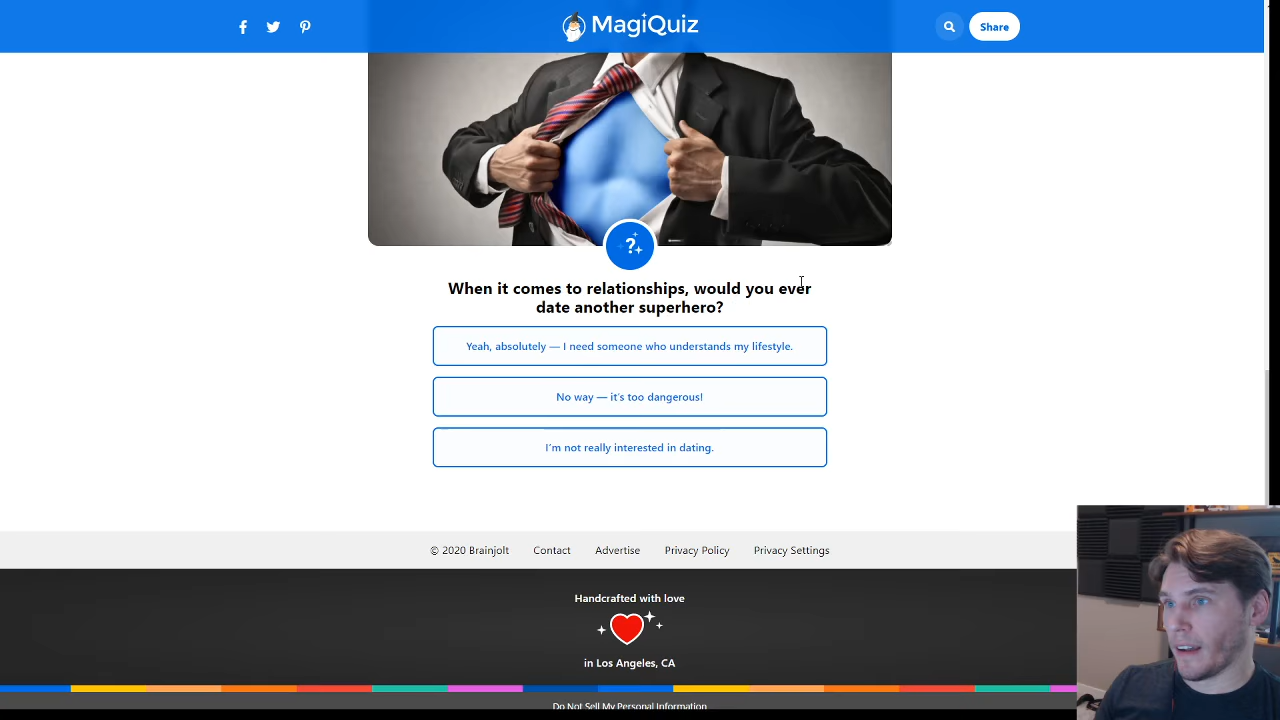 MagiQuiz
Share
?
When it comes to relationships, would you ever
date another superhero?
Yeah, absolutely — I need someone who understands my lifestyle.
No way — it's too dangerous!
I'm not really interested in dating.
© 2020 Brainjolt Contact Advertise Privacy Policy Privacy Settings
Handcrafted with love
in Los Angeles, CA
Do Not Sell My Personal Information